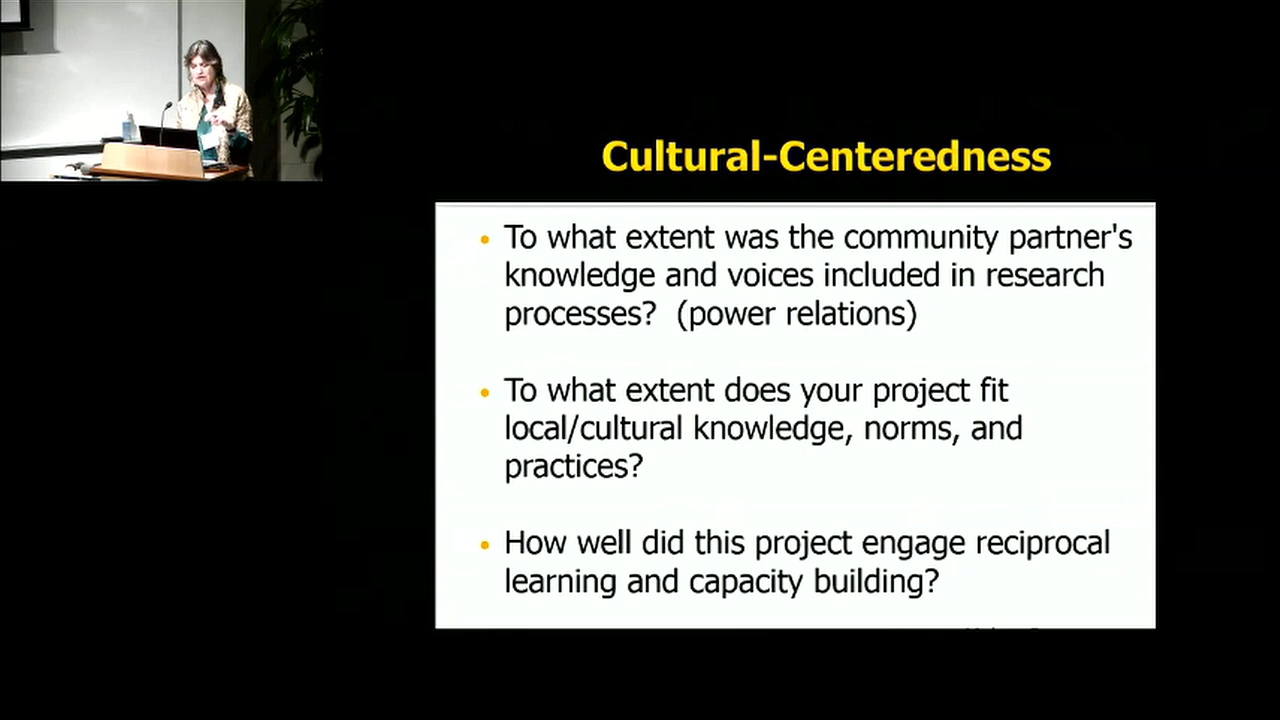 Cultural-Centeredness
• To what extent was the community partner's
knowledge and voices included in research
processes?  (power relations)
• To what extent does your project fit
local/cultural knowledge, norms, and
practices?
• How well did this project engage reciprocal
learning and capacity building?